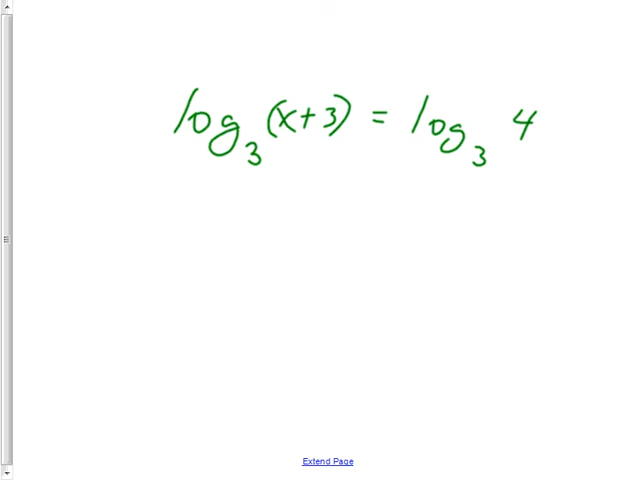 log₃(x+3) = log₃ 4
Extend Page